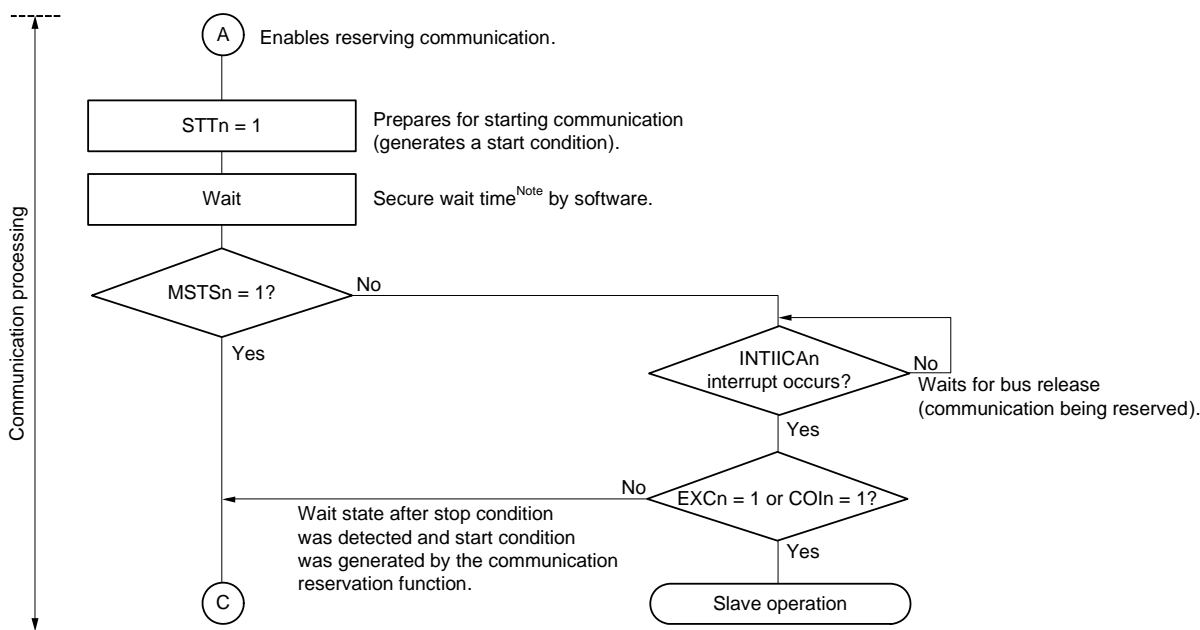 A
Enables reserving communication.
STTn = 1
Prepares for starting communication
(generates a start condition).
Wait
Secure wait time^Note by software.
MSTSn = 1?
No
Yes
INTIICAn
interrupt occurs?
No
Waits for bus release
(communication being reserved).
Yes
EXCn = 1 or COIn = 1?
No
Wait state after stop condition
was detected and start condition
was generated by the communication
reservation function.
Yes
C
Slave operation
Communication processing